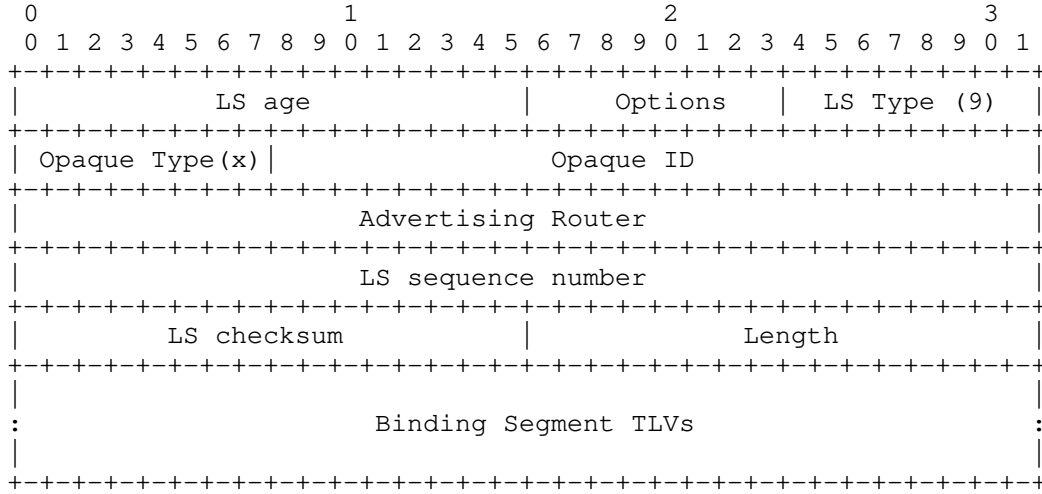 0                   1                   2                   3
 0 1 2 3 4 5 6 7 8 9 0 1 2 3 4 5 6 7 8 9 0 1 2 3 4 5 6 7 8 9 0 1
+-+-+-+-+-+-+-+-+-+-+-+-+-+-+-+-+-+-+-+-+-+-+-+-+-+-+-+-+-+-+-+-+
|            LS age             |     Options   |  LS Type (9)  |
+-+-+-+-+-+-+-+-+-+-+-+-+-+-+-+-+-+-+-+-+-+-+-+-+-+-+-+-+-+-+-+-+
| Opaque Type(x)|                 Opaque ID                     |
+-+-+-+-+-+-+-+-+-+-+-+-+-+-+-+-+-+-+-+-+-+-+-+-+-+-+-+-+-+-+-+-+
|                     Advertising Router                        |
+-+-+-+-+-+-+-+-+-+-+-+-+-+-+-+-+-+-+-+-+-+-+-+-+-+-+-+-+-+-+-+-+
|                     LS sequence number                        |
+-+-+-+-+-+-+-+-+-+-+-+-+-+-+-+-+-+-+-+-+-+-+-+-+-+-+-+-+-+-+-+-+
|         LS checksum           |             Length            |
+-+-+-+-+-+-+-+-+-+-+-+-+-+-+-+-+-+-+-+-+-+-+-+-+-+-+-+-+-+-+-+-+
|                                                               |
:                      Binding Segment TLVs                     :
|                                                               |
+-+-+-+-+-+-+-+-+-+-+-+-+-+-+-+-+-+-+-+-+-+-+-+-+-+-+-+-+-+-+-+-+